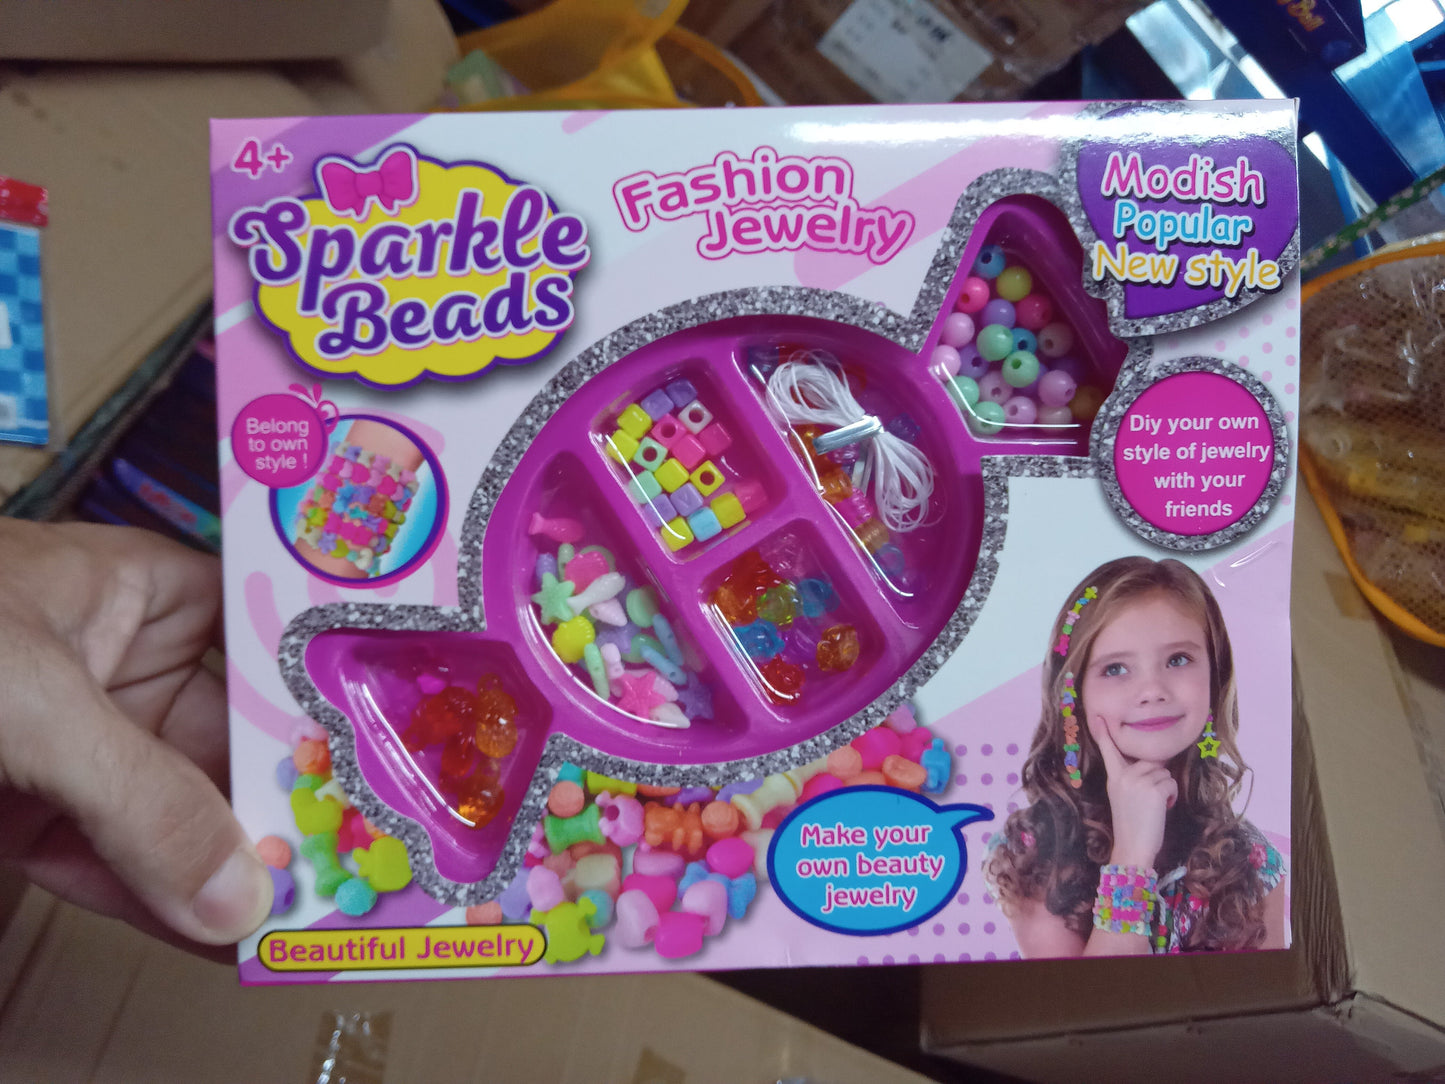 4+
Sparkle
Beads
Fashion
Jewelry
Modish
Popular
New style
Belong
to own
style !
Diy your own
style of jewelry
with your
friends
Make your
own beauty
jewelry
Beautiful Jewelry